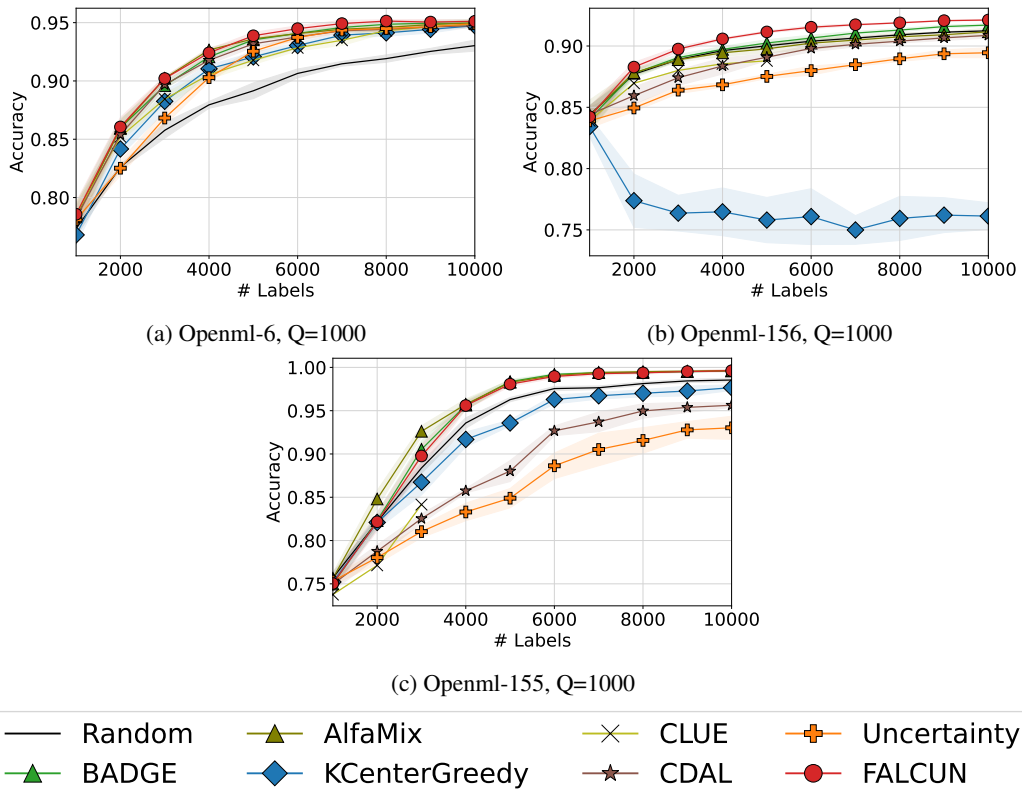 0.95
0.90
0.85
0.80
Accuracy
2000 4000 6000 8000 10000
# Labels
(a) Openml-6, Q=1000
0.90
0.85
0.80
0.75
Accuracy
2000 4000 6000 8000 10000
# Labels
(b) Openml-156, Q=1000
1.00
0.95
0.90
0.85
0.80
0.75
Accuracy
2000 4000 6000 8000 10000
# Labels
(c) Openml-155, Q=1000
Random AlfaMix CLUE Uncertainty
BADGE KCenterGreedy CDAL FALCUN